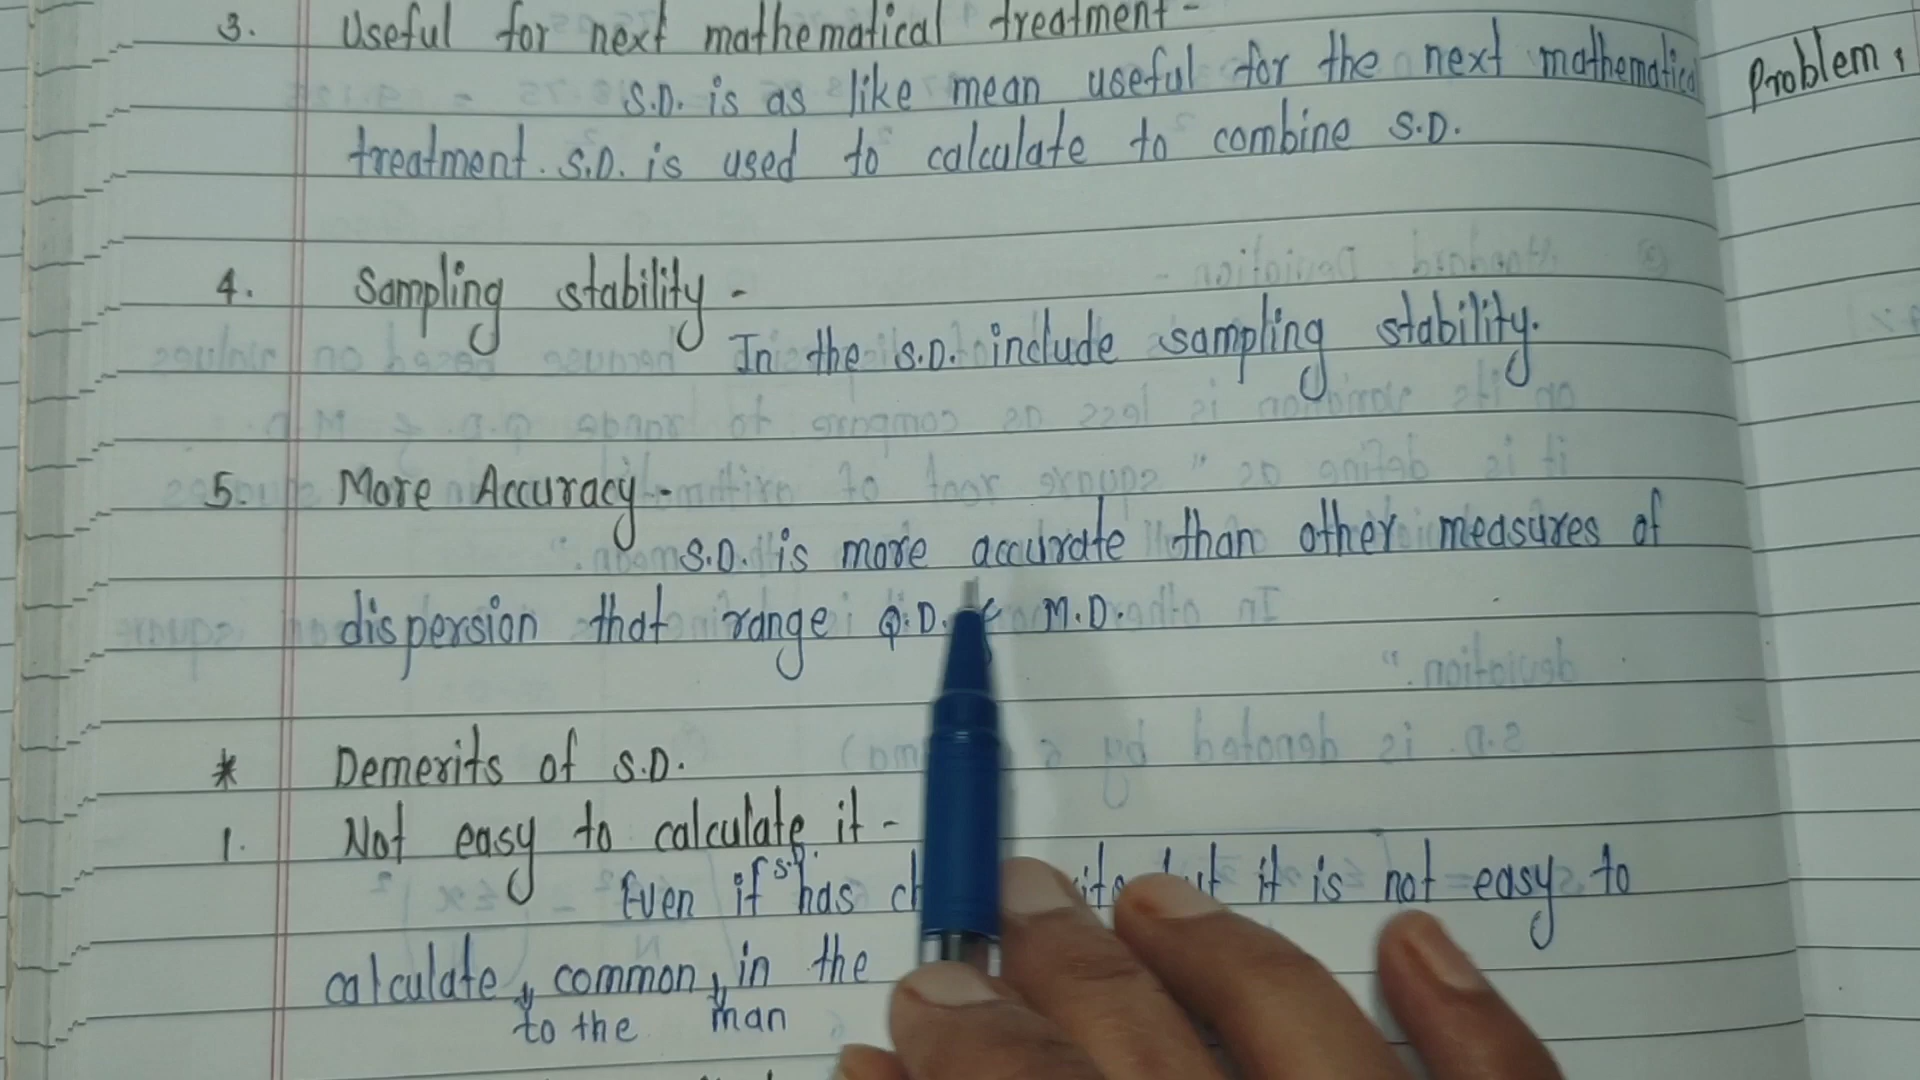 3. Useful for next mathematical treatment -
S.D. is as like mean useful for the next mathematical
treatment. S.D. is used to calculate to combine S.D.
4. Sampling stability -
In the S.D. include sampling stability.
5. More Accuracy -
S.D. is more accurate than other measures of
dispersion that range Q.D. & M.D.
* Demerits of S.D.
1. Not easy to calculate it -
S.D.
Even if has but it is not easy to
calculate common in the
to the man
Problem